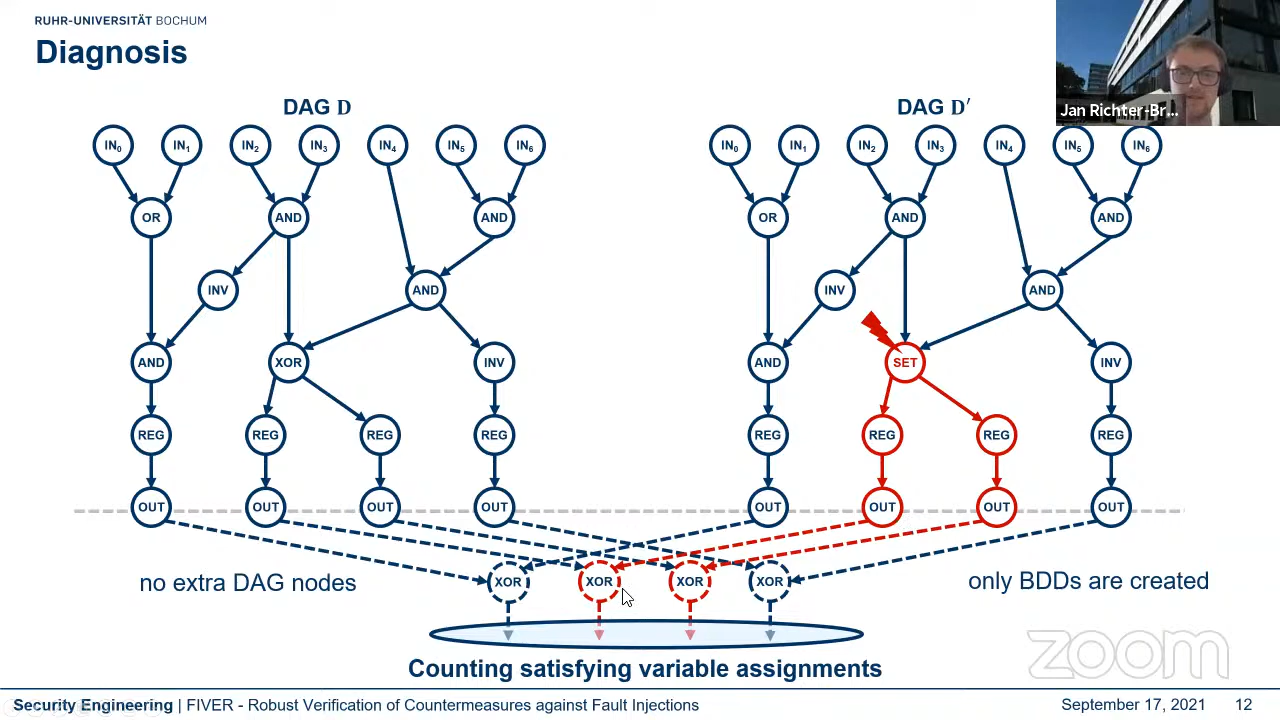 RUHR-UNIVERSITÄT BOCHUM
Diagnosis
Jan Richter-Br...
DAG D
DAG D′
IN0 IN1 IN2 IN3 IN4 IN5 IN6
IN0 IN1 IN2 IN3 IN4 IN5 IN6
OR AND AND
OR AND AND
INV AND
INV AND
AND XOR INV
AND SET INV
REG REG REG REG
REG REG REG REG
OUT OUT OUT OUT
OUT OUT OUT OUT
no extra DAG nodes
XOR XOR XOR XOR
only BDDs are created
zoom
Counting satisfying variable assignments
Security Engineering | FIVER - Robust Verification of Countermeasures against Fault Injections
September 17, 2021 12